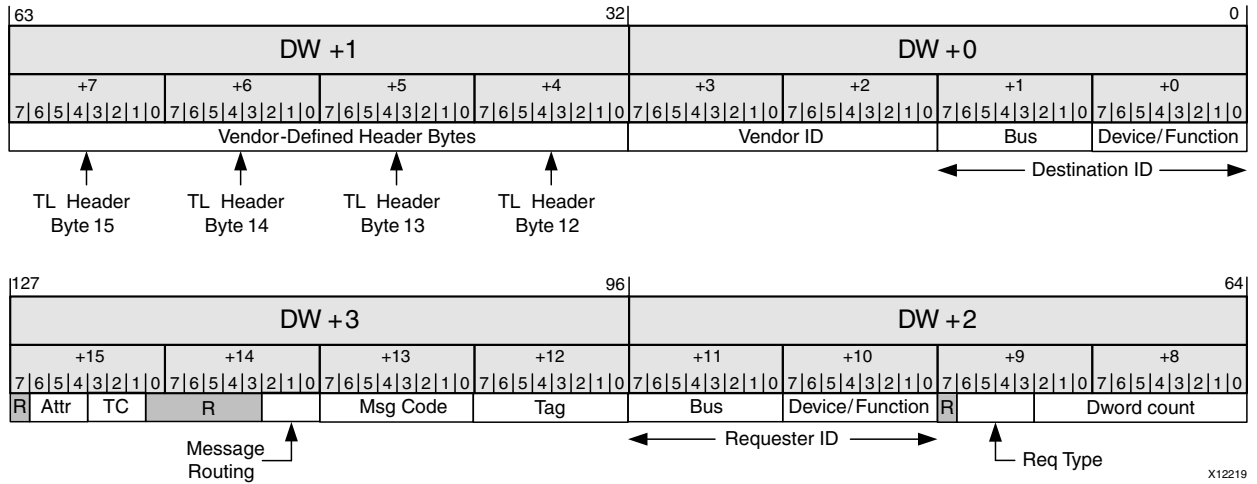 63 32 0
DW +1 DW +0
+7 +6 +5 +4 +3 +2 +1 +0
7 6 5 4 3 2 1 0 7 6 5 4 3 2 1 0 7 6 5 4 3 2 1 0 7 6 5 4 3 2 1 0 7 6 5 4 3 2 1 0 7 6 5 4 3 2 1 0 7 6 5 4 3 2 1 0 7 6 5 4 3 2 1 0
Vendor-Defined Header Bytes Vendor ID Bus Device/Function
Destination ID
TL Header TL Header TL Header TL Header
Byte 15 Byte 14 Byte 13 Byte 12
127 96 64
DW +3 DW +2
+15 +14 +13 +12 +11 +10 +9 +8
7 6 5 4 3 2 1 0 7 6 5 4 3 2 1 0 7 6 5 4 3 2 1 0 7 6 5 4 3 2 1 0 7 6 5 4 3 2 1 0 7 6 5 4 3 2 1 0 7 6 5 4 3 2 1 0 7 6 5 4 3 2 1 0
R Attr TC R Msg Code Tag Bus Device/Function R Dword count
Requester ID
Message
Routing
Req Type
X12219